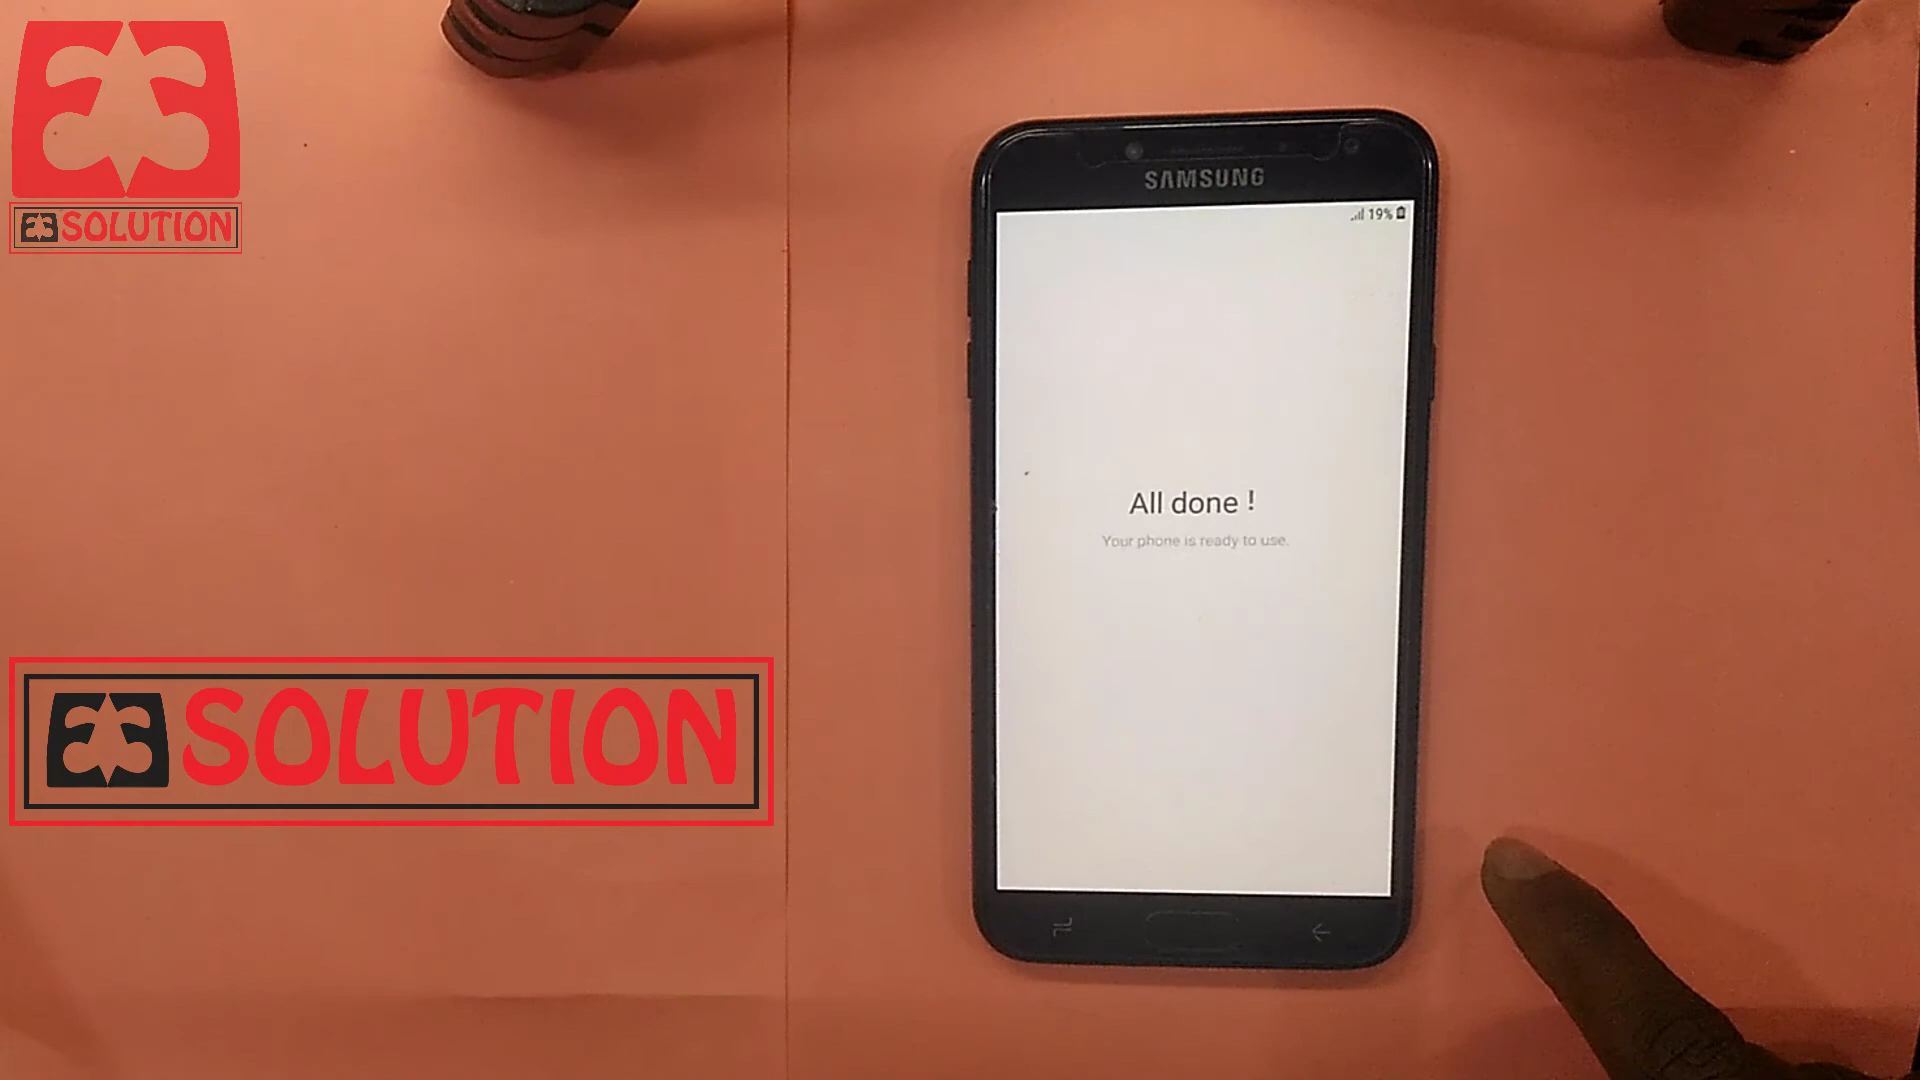 SOLUTION
SAMSUNG
19%
All done !
Your phone is ready to use.
SOLUTION